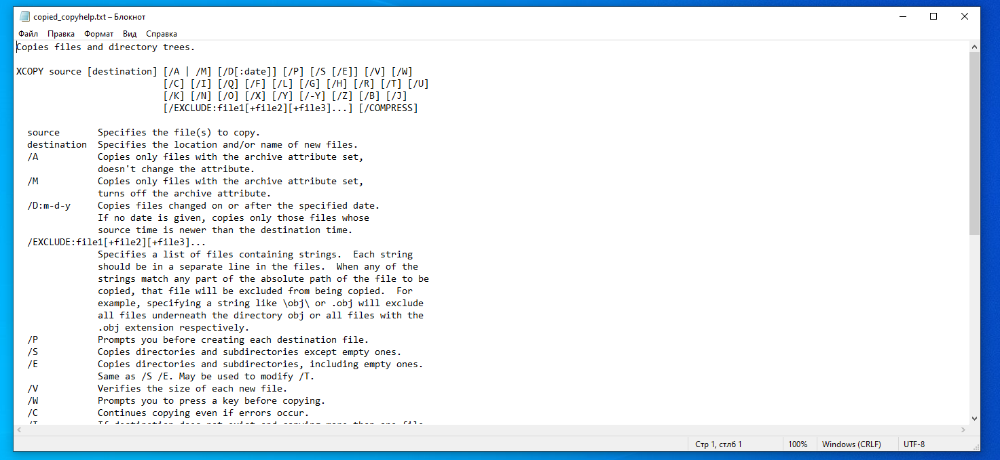 copied_copyhelp.txt – Блокнот
Файл Правка Формат Вид Справка
Copies files and directory trees.
XCOPY source [destination] [/A | /M] [/D[:date]] [/P] [/S [/E]] [/V] [/W]
[/C] [/I] [/Q] [/F] [/L] [/G] [/H] [/R] [/T] [/U]
[/K] [/N] [/O] [/X] [/Y] [/-Y] [/Z] [/B] [/J]
[/EXCLUDE:file1[+file2][+file3]...] [/COMPRESS]
source Specifies the file(s) to copy.
destination Specifies the location and/or name of new files.
/A Copies only files with the archive attribute set,
doesn't change the attribute.
/M Copies only files with the archive attribute set,
turns off the archive attribute.
/D:m-d-y Copies files changed on or after the specified date.
If no date is given, copies only those files whose
source time is newer than the destination time.
/EXCLUDE:file1[+file2][+file3]...
Specifies a list of files containing strings.  Each string
should be in a separate line in the files.  When any of the
strings match any part of the absolute path of the file to be
copied, that file will be excluded from being copied.  For
example, specifying a string like \obj\ or .obj will exclude
all files underneath the directory obj or all files with the
.obj extension respectively.
/P Prompts you before creating each destination file.
/S Copies directories and subdirectories except empty ones.
/E Copies directories and subdirectories, including empty ones.
Same as /S /E. May be used to modify /T.
/V Verifies the size of each new file.
/W Prompts you to press a key before copying.
/C Continues copying even if errors occur.
Стр 1, стлб 1 100% Windows (CRLF) UTF-8